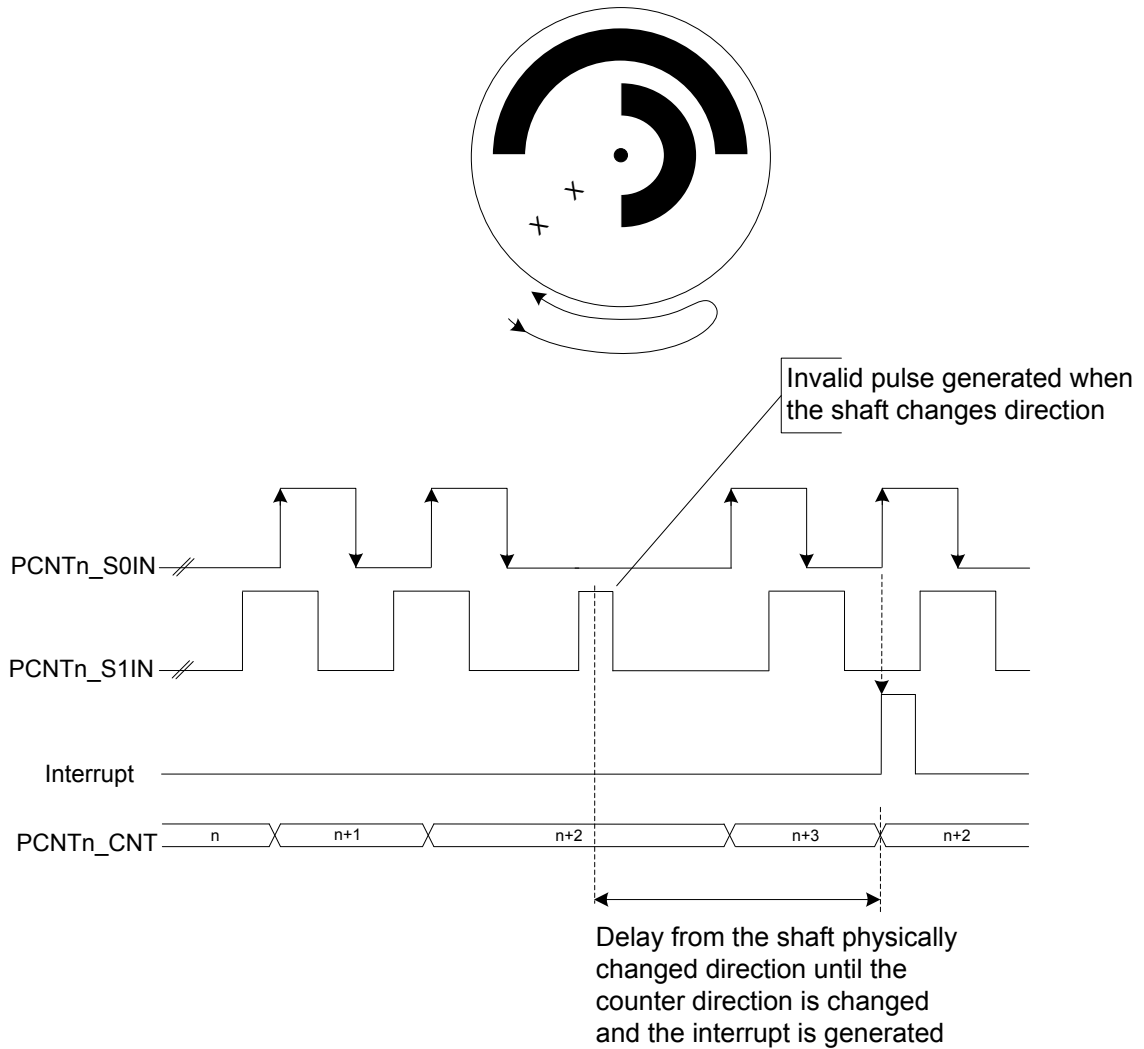 X
X
Invalid pulse generated when
the shaft changes direction
PCNTn_S0IN
PCNTn_S1IN
Interrupt
PCNTn_CNT
n
n+1
n+2
n+3
n+2
Delay from the shaft physically
changed direction until the
counter direction is changed
and the interrupt is generated